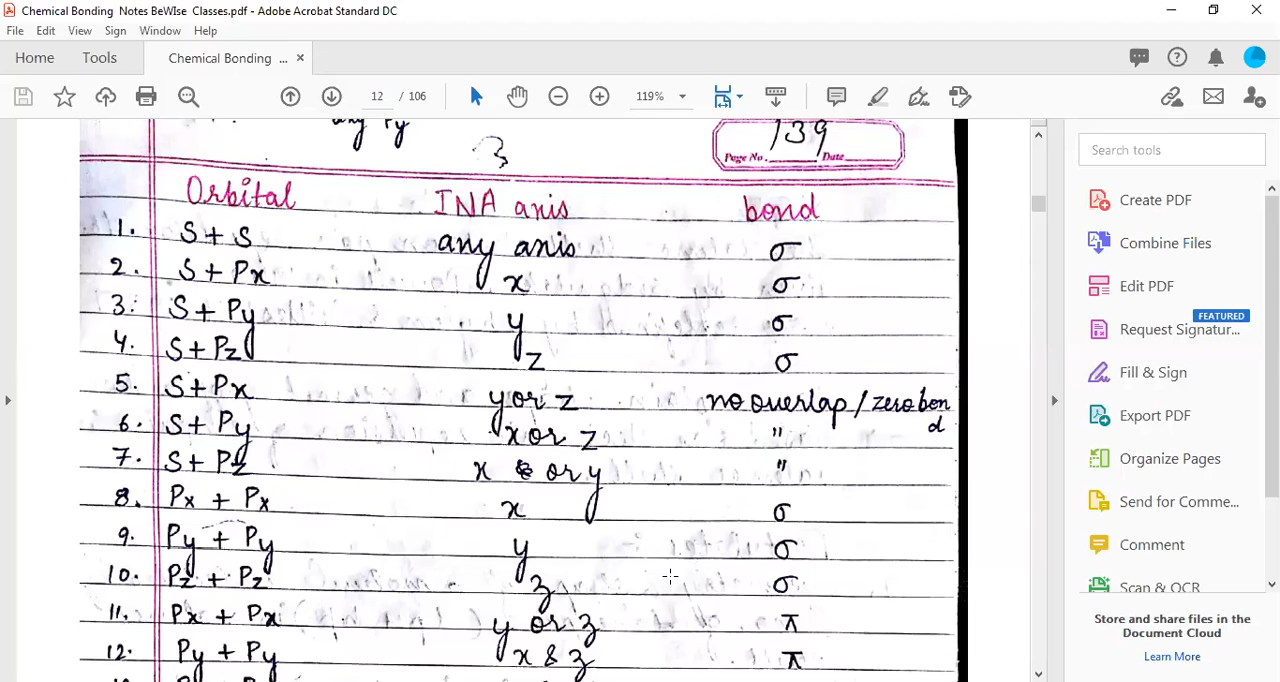 Chemical Bonding Notes BeWIse Classes.pdf - Adobe Acrobat Standard DC
File Edit View Sign Window Help
Home Tools Chemical Bonding ... ×
12 / 106 119%
any Py
139
Page No. Date
Orbital INA axis bond
1. S + S any axis σ
2. S + Px x σ
3. S + Py y σ
4. S + Pz z σ
5. S + Px y or z no overlap / zero bon
d
6. S + Py x or z "
7. S + Pz x or y "
8. Px + Px x σ
9. Py + Py y σ
10. Pz + Pz z σ
11. Px + Px y or z π
12. Py + Py x & z π
Search tools
Create PDF
Combine Files
Edit PDF
FEATURED
Request Signatur...
Fill & Sign
Export PDF
Organize Pages
Send for Comme...
Comment
Scan & OCR
Store and share files in the
Document Cloud
Learn More